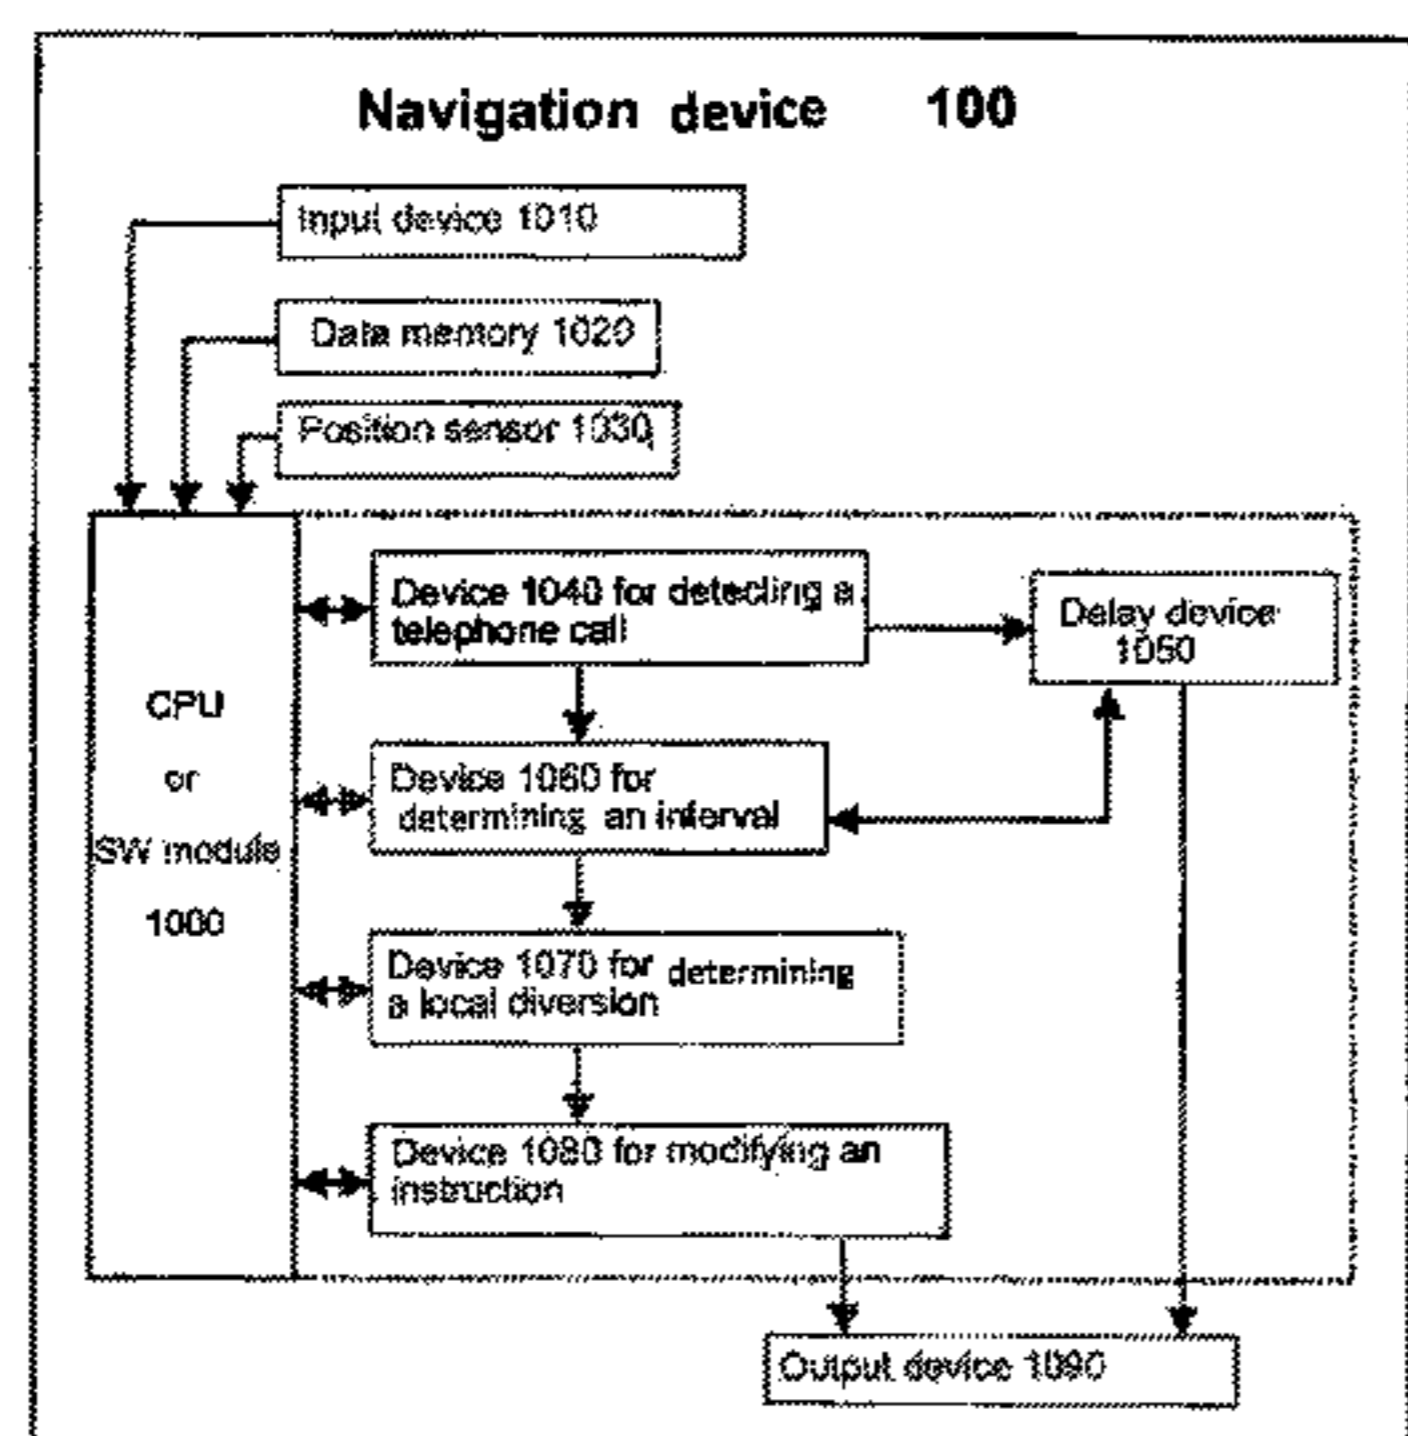 Navigation device 100
Input device 1010
Data memory 1020
Position sensor 1030
Device 1040 for detecting a
telephone call
Delay device
1050
CPU
or
SW module
1000
Device 1060 for
determining an interval
Device 1070 for determining
a local diversion
Device 1080 for modifying an
instruction
Output device 1090